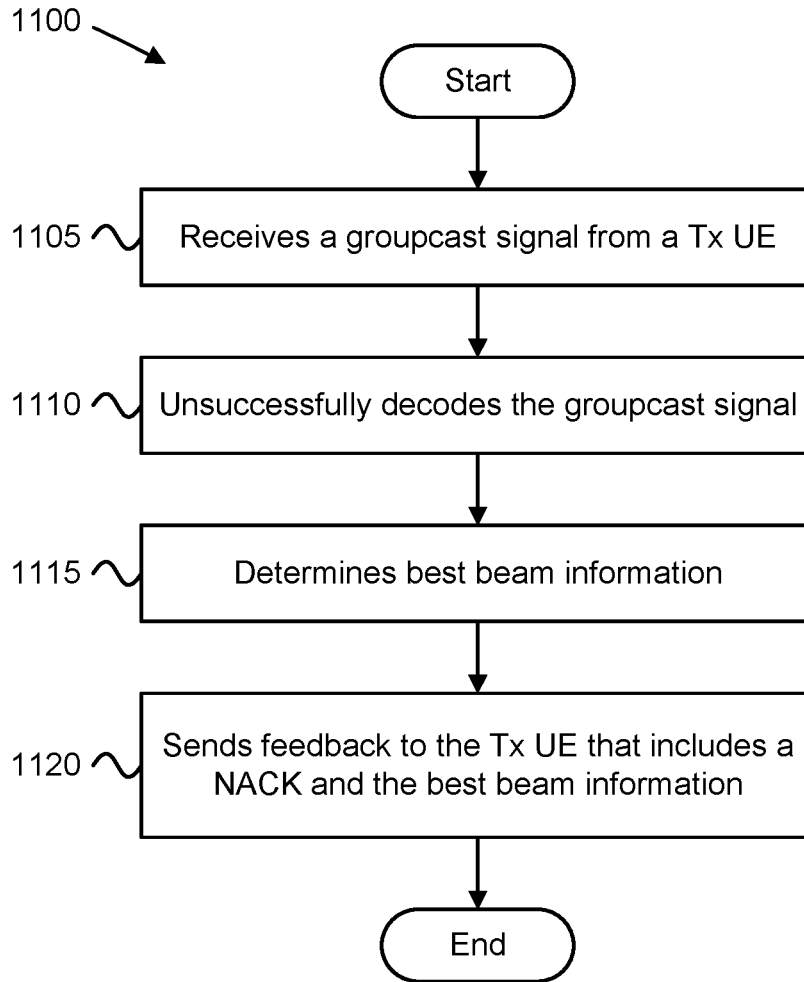 1100
Start
1105
Receives a groupcast signal from a Tx UE
1110
Unsuccessfully decodes the groupcast signal
1115
Determines best beam information
1120
Sends feedback to the Tx UE that includes a
NACK and the best beam information
End